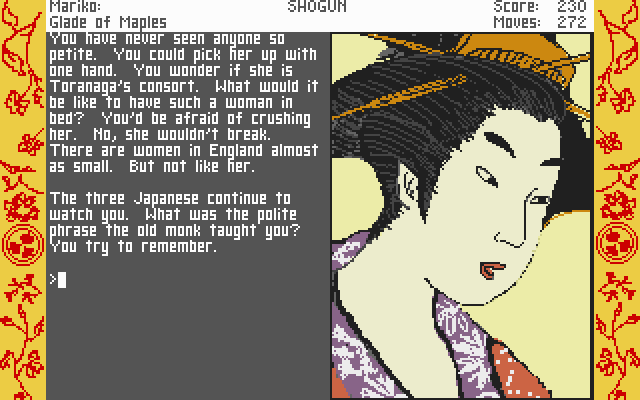 Mariko: SHOGUN Score: 230
Glade of Maples Moves: 272
You have never seen anyone so
petite. You could pick her up with
one hand. You wonder if she is
Toranaga's consort. What would it
be like to have such a woman in
bed? You'd be afraid of crushing
her. No, she wouldn't break.
There are women in England almost
as small. But not like her.
The three Japanese continue to
watch you. What was the polite
phrase the old monk taught you?
You try to remember.
>